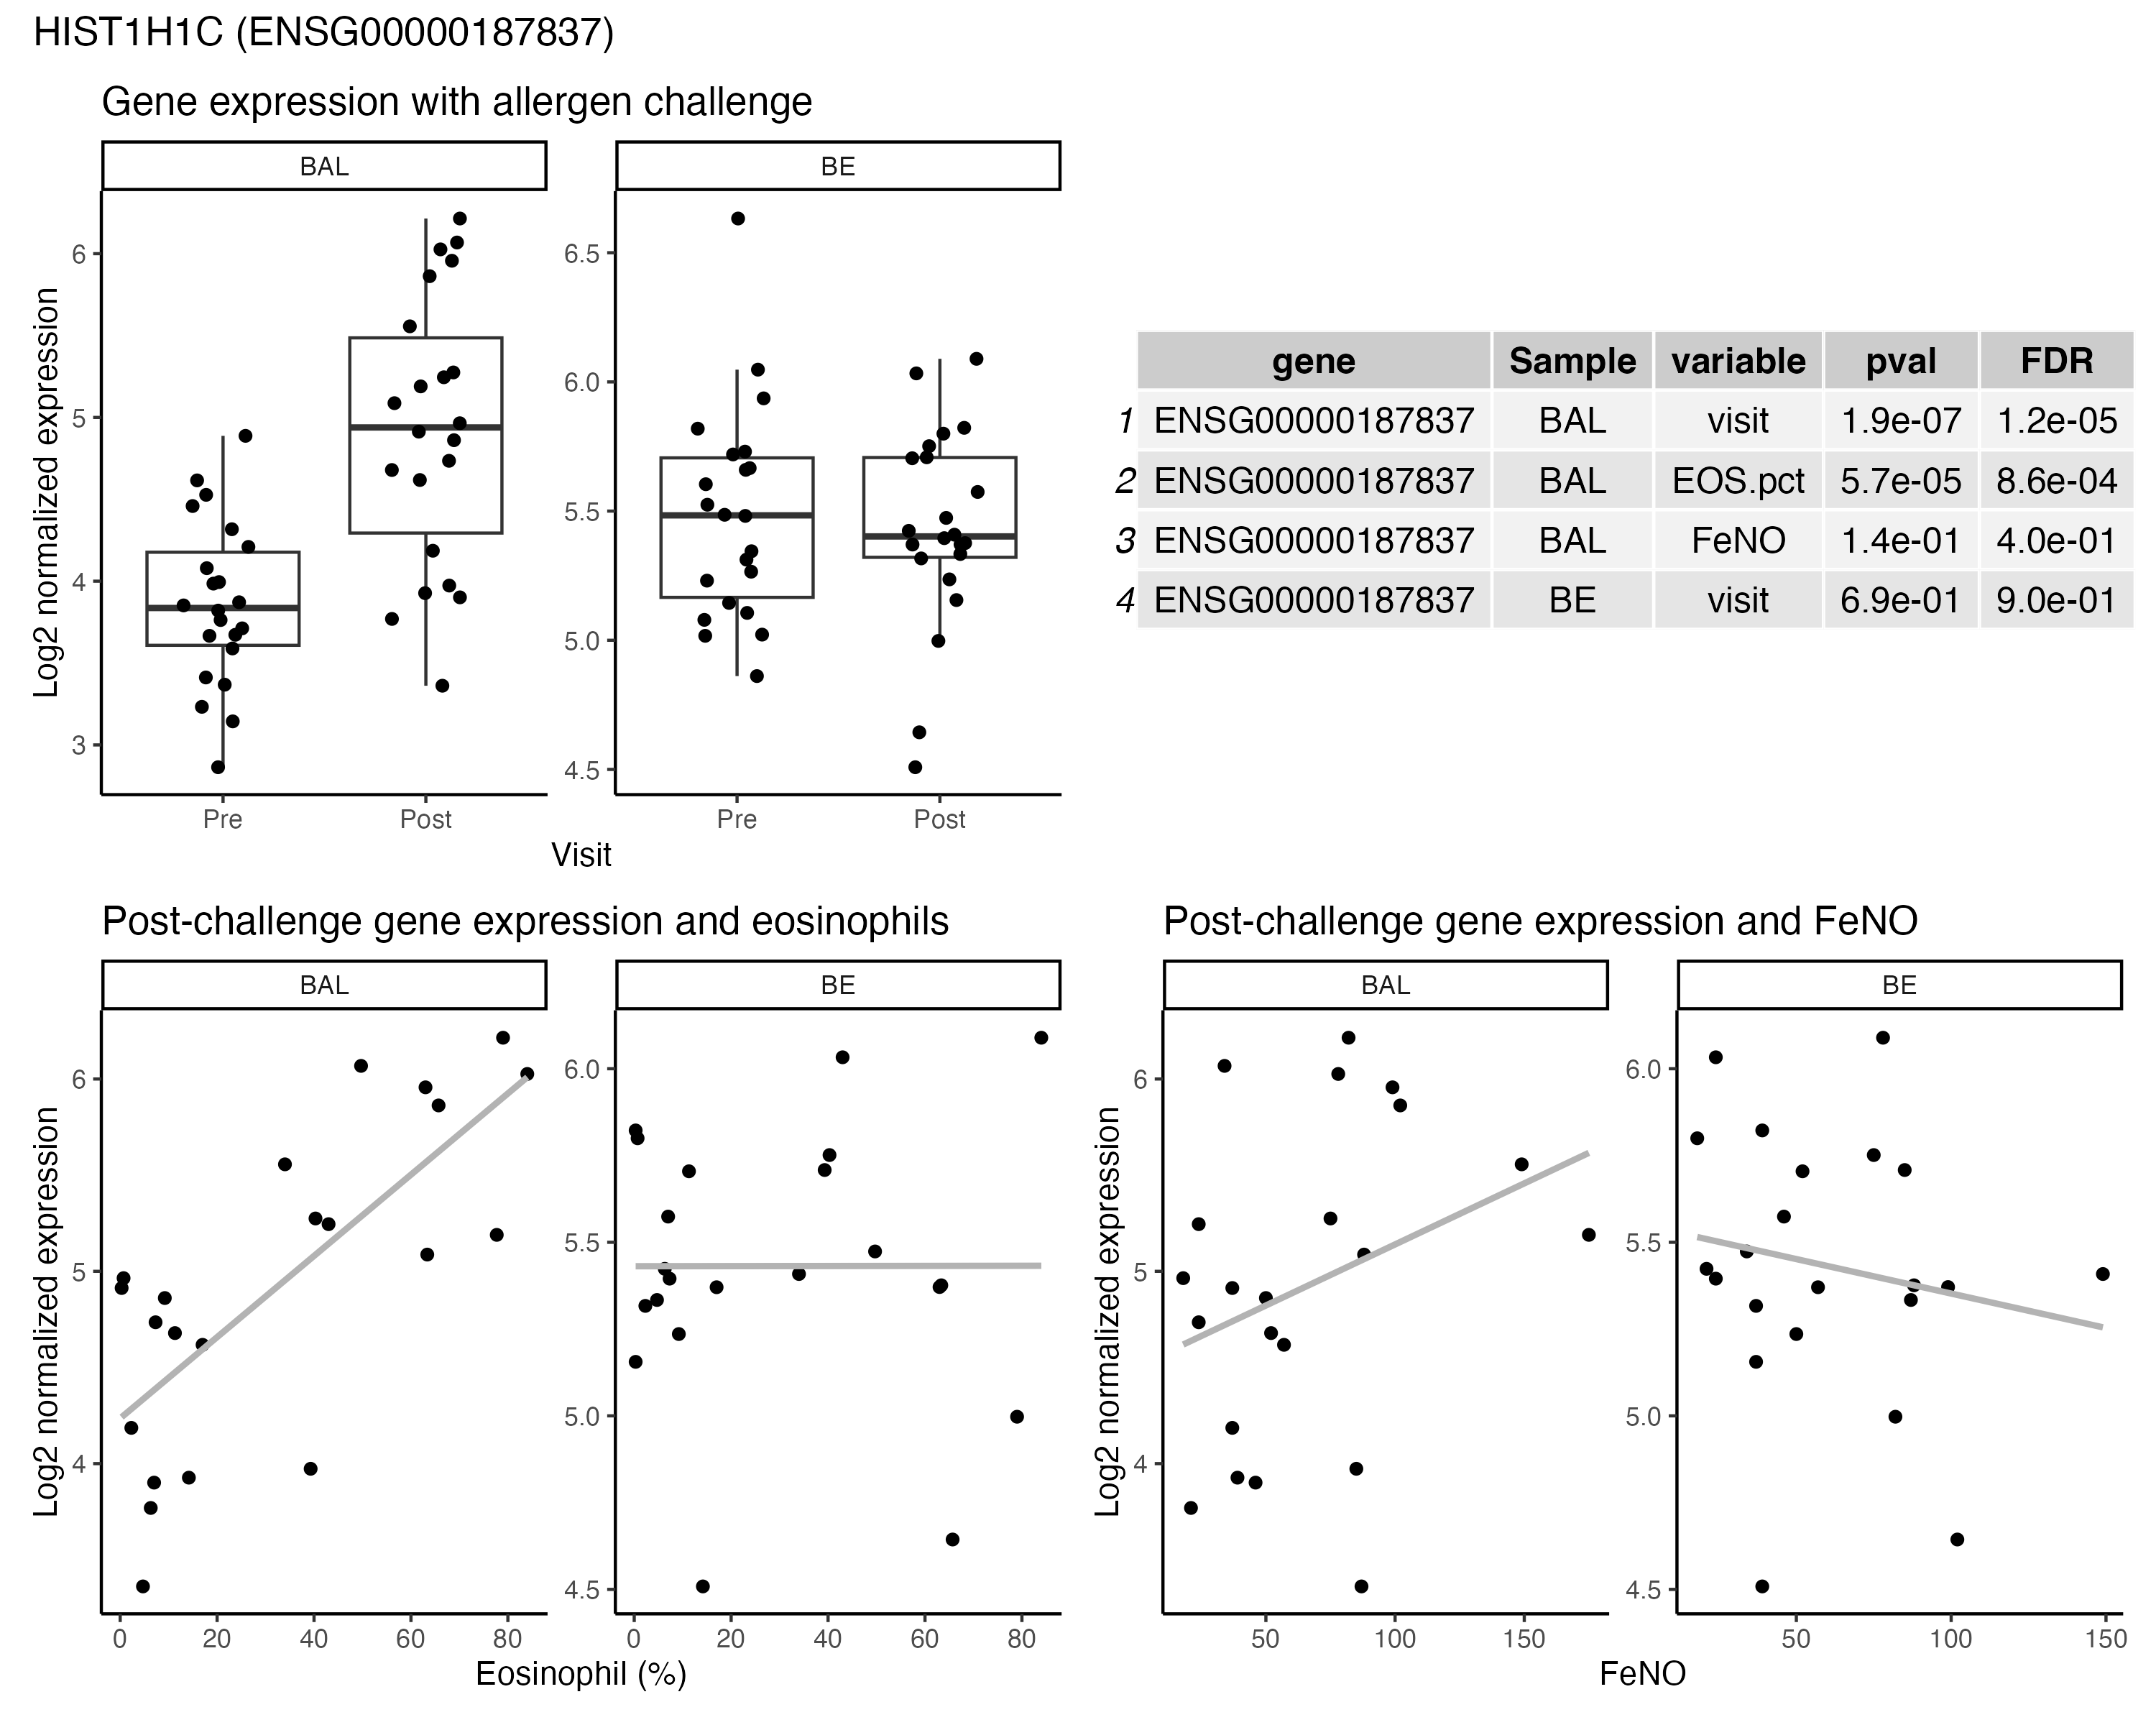 HIST1H1C (ENSG00000187837)
Gene expression with allergen challenge
BAL
BE
Log2 normalized expression
6
5
4
3
6.5
6.0
5.5
5.0
4.5
Pre
Post
Pre
Post
Visit
gene Sample variable pval FDR
1 ENSG00000187837 BAL visit 1.9e-07 1.2e-05
2 ENSG00000187837 BAL EOS.pct 5.7e-05 8.6e-04
3 ENSG00000187837 BAL FeNO 1.4e-01 4.0e-01
4 ENSG00000187837 BE visit 6.9e-01 9.0e-01
Post-challenge gene expression and eosinophils
BAL
BE
Log2 normalized expression
6
5
4
6.0
5.5
5.0
4.5
0 20 40 60 80
0 20 40 60 80
Eosinophil (%)
Post-challenge gene expression and FeNO
BAL
BE
Log2 normalized expression
6
5
4
6.0
5.5
5.0
4.5
50 100 150
50 100 150
FeNO